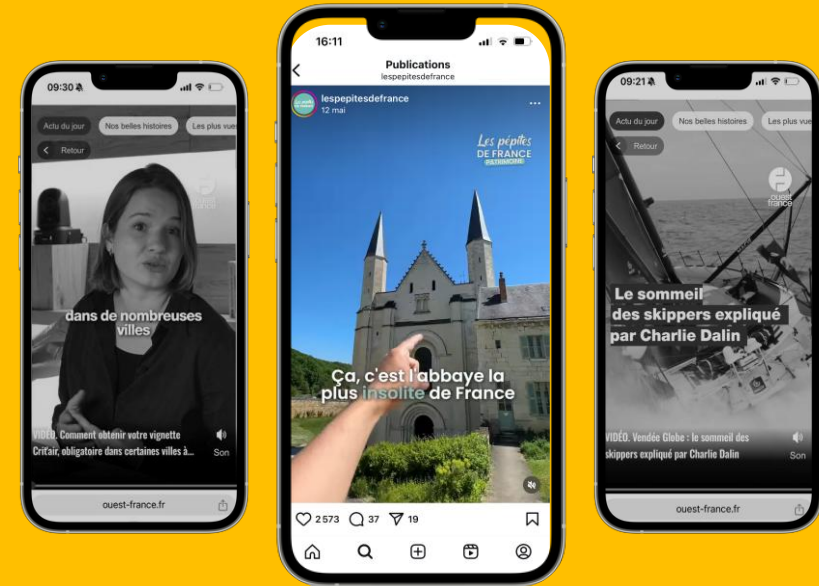 09:30
Actu du jour
Nos belles histoires
Les plus vues
Retour
ouest
france
dans de nombreuses
villes
VIDÉO. Comment obtenir votre vignette
Crit'air, obligatoire dans certaines villes à...
Son
ouest-france.fr
16:11
Publications
lespepitesdefrance
lespepitesdefrance
12 mai
Les pépites
DE FRANCE
PATRIMOINE
Ça, c'est l'abbaye la
plus insolite de France
2 573
37
19
09:21
Actu du jour
Nos belles histoires
Les plus vue
Retour
ouest
france
Le sommeil
des skippers expliqué
par Charlie Dalin
VIDÉO. Vendée Globe : le sommeil des
skippers expliqué par Charlie Dalin
Son
ouest-france.fr